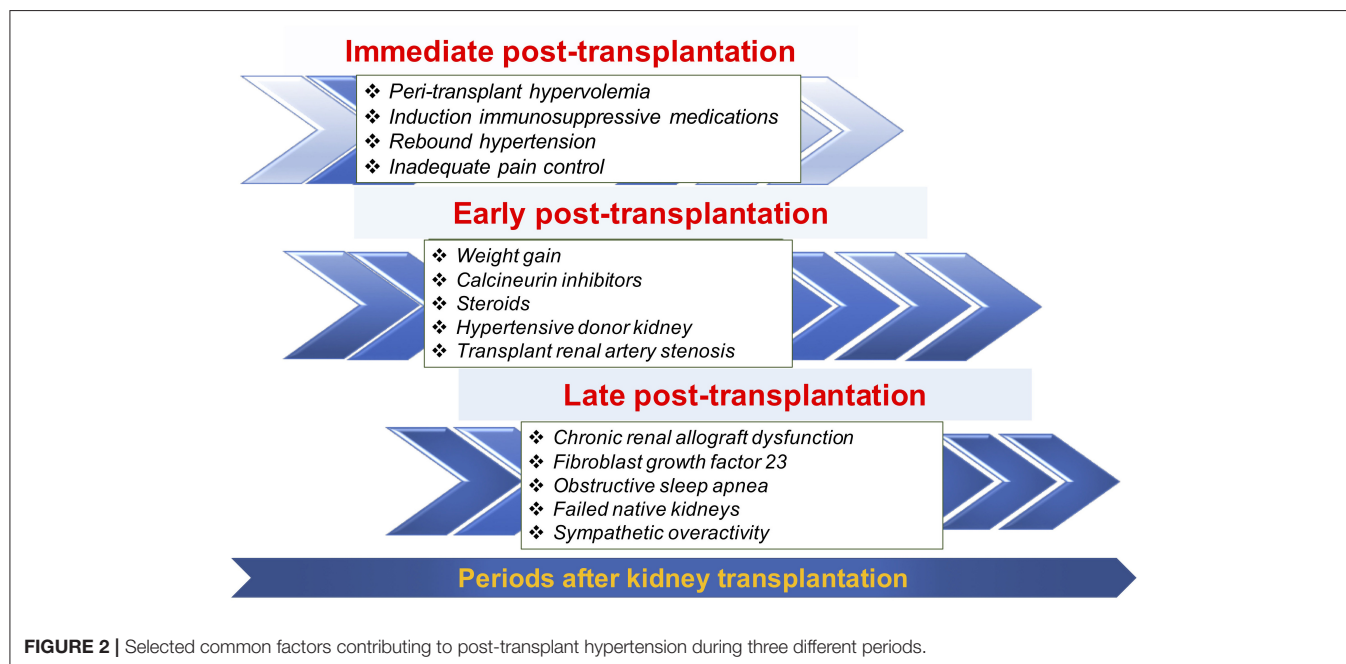 Immediate post-transplantation
❖ Peri-transplant hypervolemia
❖ Induction immunosuppressive medications
❖ Rebound hypertension
❖ Inadequate pain control
Early post-transplantation
❖ Weight gain
❖ Calcineurin inhibitors
❖ Steroids
❖ Hypertensive donor kidney
❖ Transplant renal artery stenosis
Late post-transplantation
❖ Chronic renal allograft dysfunction
❖ Fibroblast growth factor 23
❖ Obstructive sleep apnea
❖ Failed native kidneys
❖ Sympathetic overactivity
Periods after kidney transplantation
FIGURE 2 | Selected common factors contributing to post-transplant hypertension during three different periods.